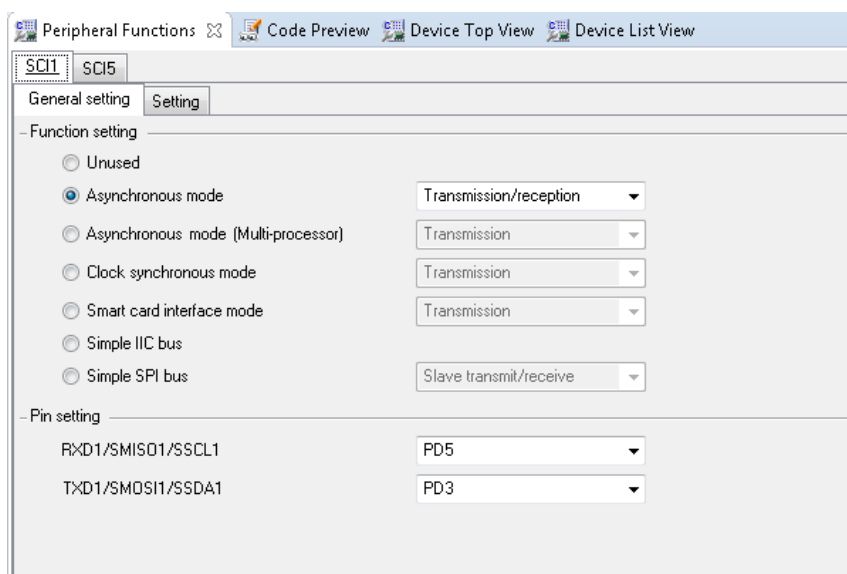 Peripheral Functions Code Preview Device Top View Device List View
SCI1 SCI5
General setting Setting
Function setting
Unused
Asynchronous mode Transmission/reception
Asynchronous mode (Multi-processor) Transmission
Clock synchronous mode Transmission
Smart card interface mode Transmission
Simple IIC bus
Simple SPI bus Slave transmit/receive
Pin setting
RXD1/SMISO1/SSCL1 PD5
TXD1/SMOSI1/SSDA1 PD3